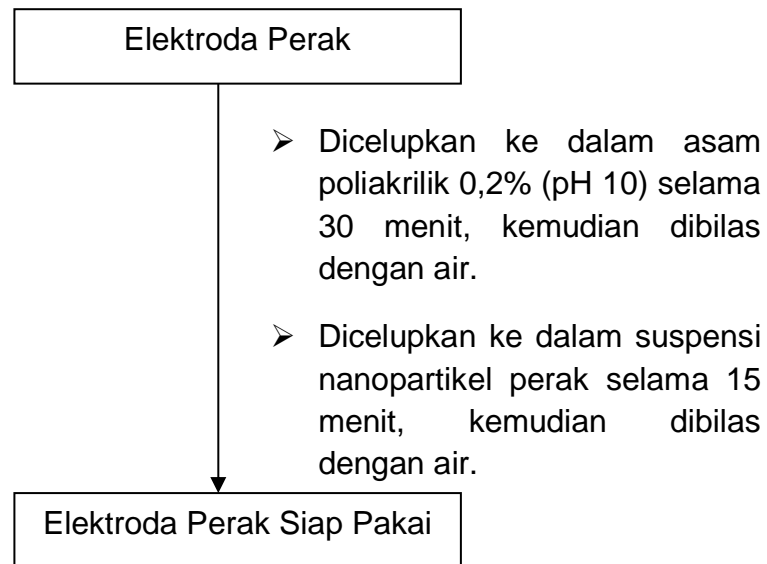 Elektroda Perak
➢ Dicelupkan ke dalam asam
poliakrilik 0,2% (pH 10) selama
30 menit, kemudian dibilas
dengan air.
➢ Dicelupkan ke dalam suspensi
nanopartikel perak selama 15
menit, kemudian dibilas
dengan air.
Elektroda Perak Siap Pakai